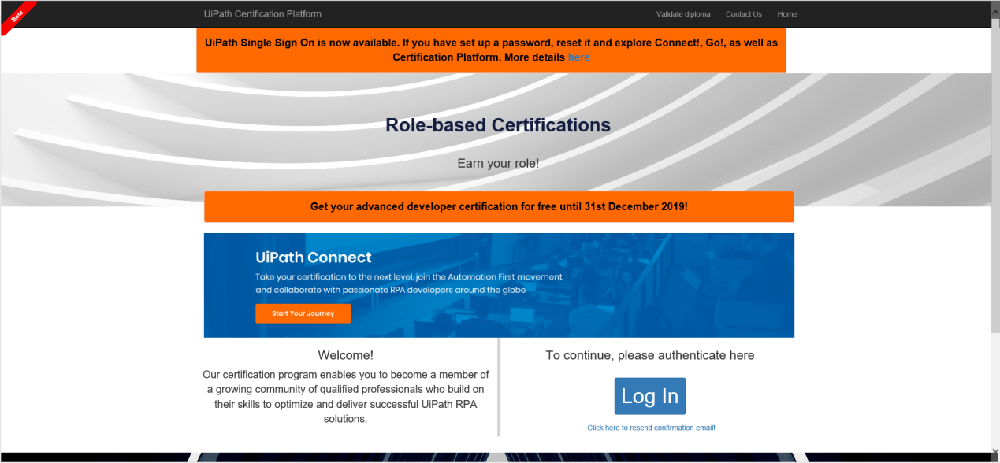 Beta
UiPath Certification Platform
Validate diploma
Contact Us
Home
UiPath Single Sign On is now available. If you have set up a password, reset it and explore Connect!, Go!, as well as
Certification Platform. More details here
Role-based Certifications
Earn your role!
Get your advanced developer certification for free until 31st December 2019!
UiPath Connect
Take your certification to the next level, join the Automation First movement,
and collaborate with passionate RPA developers around the globe
Start Your Journey
Welcome!
Our certification program enables you to become a member of
a growing community of qualified professionals who build on
their skills to optimize and deliver successful UiPath RPA
solutions.
To continue, please authenticate here
Log In
Click here to resend confirmation email!